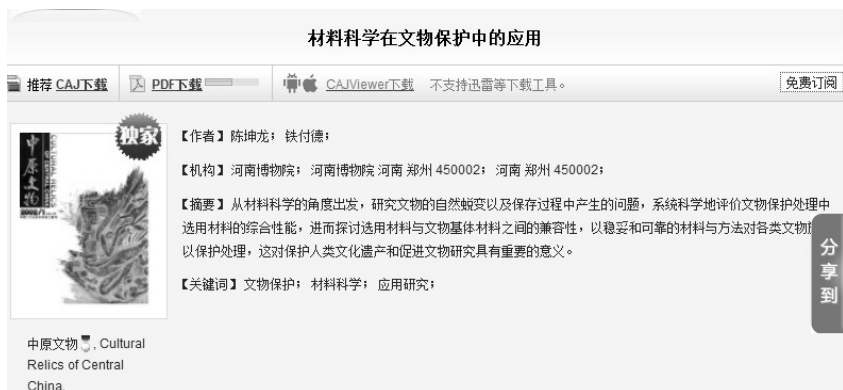 材料科学在文物保护中的应用
推荐 CAJ下载
PDF下载
CAJViewer下载 不支持迅雷等下载工具。
免费订阅
独家
中原文物
【作者】陈坤龙；铁付德；
【机构】河南博物院；河南博物院 河南 郑州 450002；河南 郑州 450002；
【摘要】从材料科学的角度出发，研究文物的自然蜕变以及保存过程中产生的问题，系统科学地评价文物保护处理中
选用材料的综合性能，进而探讨选用材料与文物基体材料之间的兼容性，以稳妥和可靠的材料与方法对各类文物
以保护处理，这对保护人类文化遗产和促进文物研究具有重要的意义。
【关键词】文物保护；材料科学；应用研究；
分享到
中原文物, Cultural
Relics of Central
China,